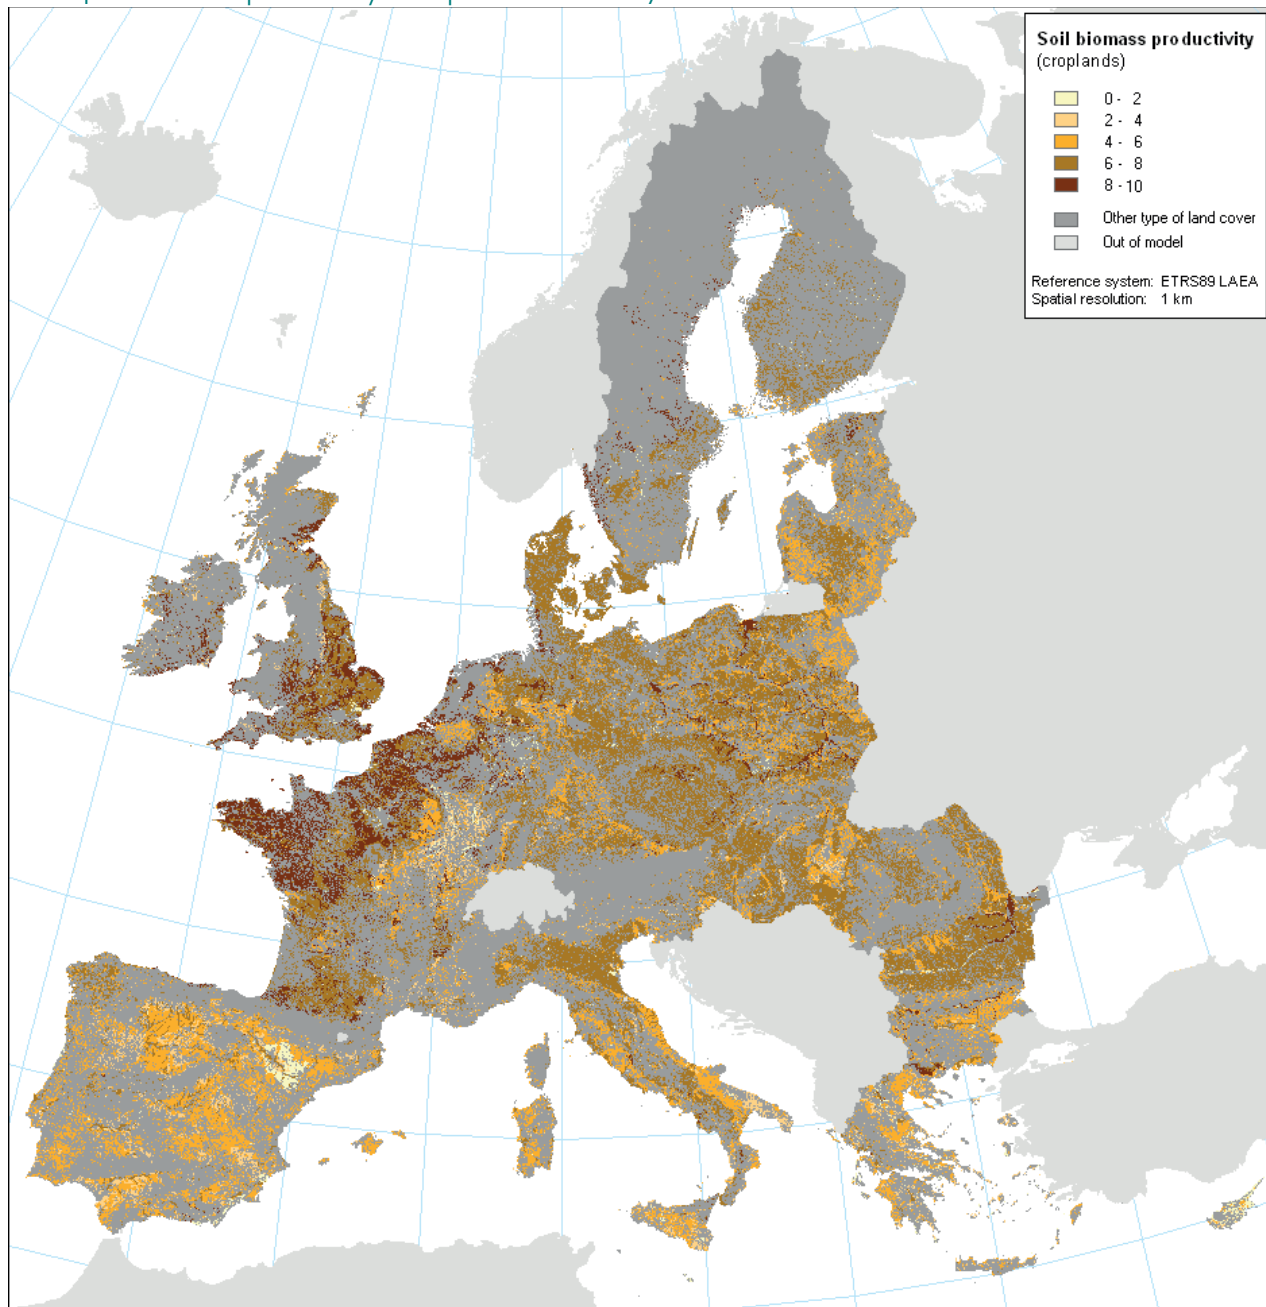 Soil biomass productivity
(croplands)
0 - 2
2 - 4
4 - 6
6 - 8
8 - 10
Other type of land cover
Out of model
Reference system: ETRS89 LAEA
Spatial resolution: 1 km